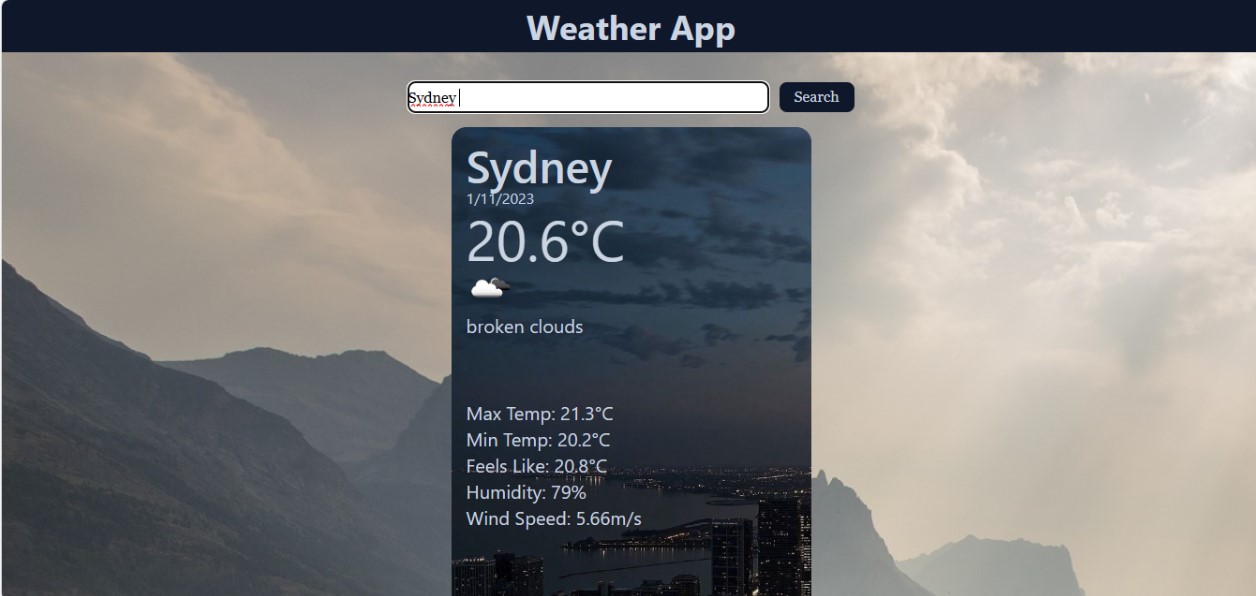 Weather App
Sydney
Search
Sydney
1/11/2023
20.6°C
broken clouds
Max Temp: 21.3°C
Min Temp: 20.2°C
Feels Like: 20.8°C
Humidity: 79%
Wind Speed: 5.66m/s